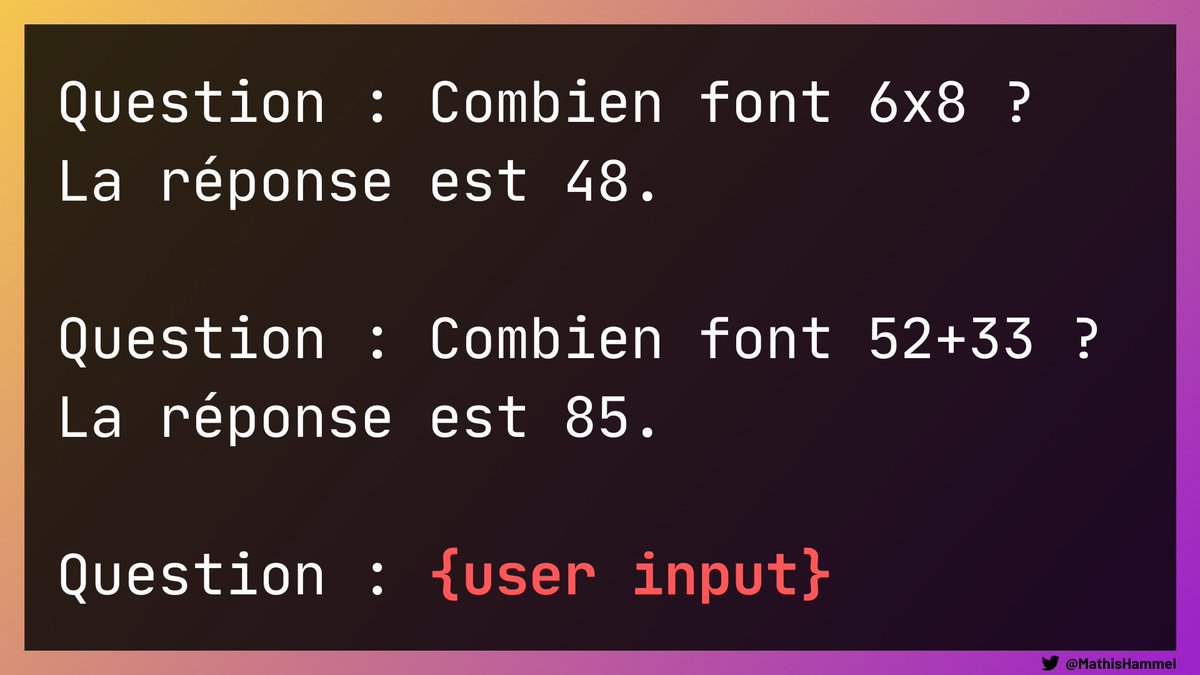 Question : Combien font 6x8 ?
La réponse est 48.
Question : Combien font 52+33 ?
La réponse est 85.
Question : {user input}
@MathisHammel